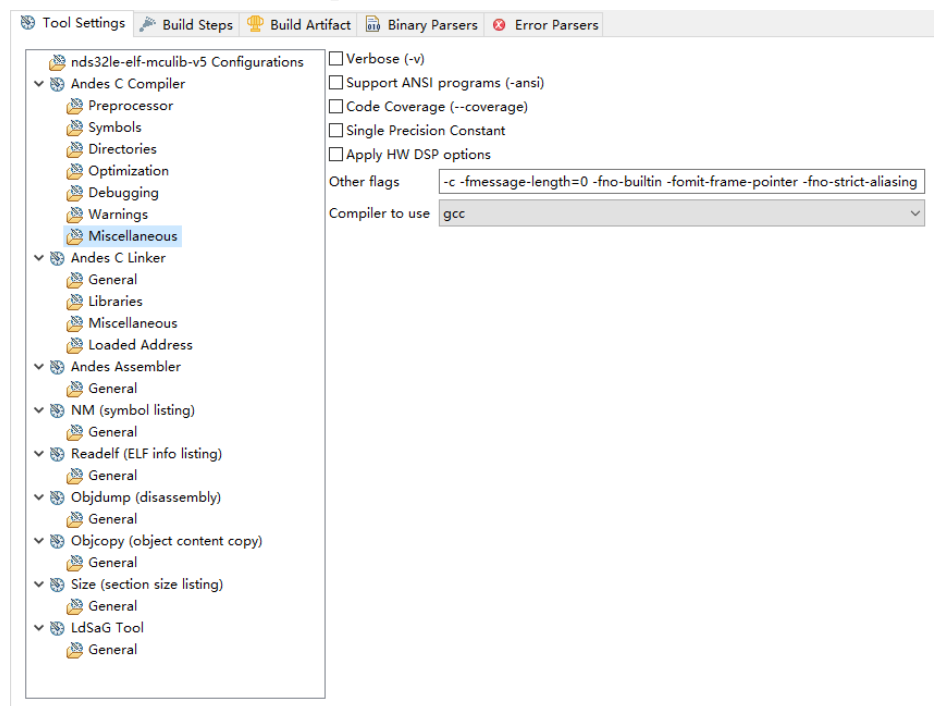 Tool Settings Build Steps Build Artifact Binary Parsers Error Parsers
nds32le-elf-mculib-v5 Configurations
Andes C Compiler
Preprocessor
Symbols
Directories
Optimization
Debugging
Warnings
Miscellaneous
Andes C Linker
General
Libraries
Miscellaneous
Loaded Address
Andes Assembler
General
NM (symbol listing)
General
Readelf (ELF info listing)
General
Objdump (disassembly)
General
Objcopy (object content copy)
General
Size (section size listing)
General
LdSaG Tool
General
Verbose (-v)
Support ANSI programs (-ansi)
Code Coverage (--coverage)
Single Precision Constant
Apply HW DSP options
Other flags -c -fmessage-length=0 -fno-builtin -fomit-frame-pointer -fno-strict-aliasing
Compiler to use gcc